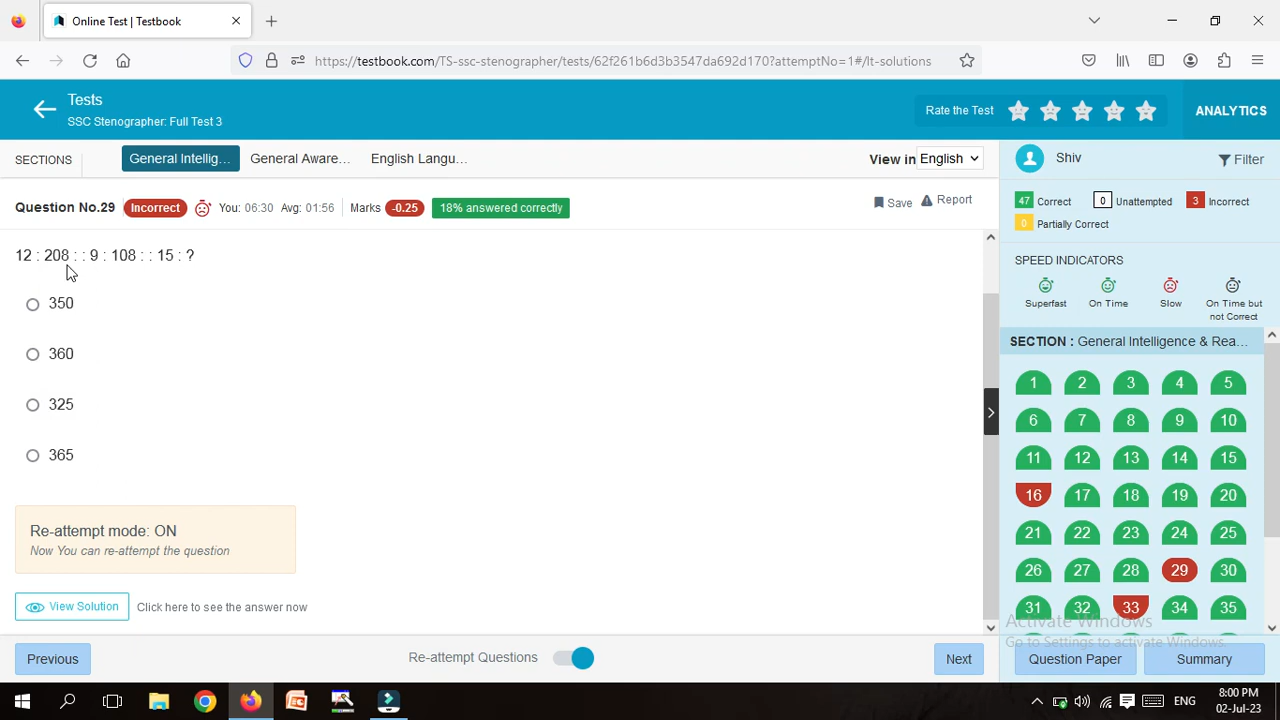 Online Test | Testbook
https://testbook.com/TS-ssc-stenographer/tests/62f261b6d3b3547da692d170?attemptNo=1#/lt-solutions
Tests
SSC Stenographer: Full Test 3
Rate the Test
ANALYTICS
SECTIONS
General Intellig...
General Aware...
English Langu...
View in English
Shiv
Filter
Question No.29
Incorrect
You: 06:30
Avg: 01:56
Marks
-0.25
18% answered correctly
Save
Report
47 Correct
0 Unattempted
3 Incorrect
0 Partially Correct
12 : 208 : : 9 : 108 : : 15 : ?
350
360
325
365
SPEED INDICATORS
Superfast
On Time
Slow
On Time but
not Correct
SECTION : General Intelligence & Rea...
1 2 3 4 5
6 7 8 9 10
11 12 13 14 15
16 17 18 19 20
21 22 23 24 25
26 27 28 29 30
31 32 33 34 35
Re-attempt mode: ON
Now You can re-attempt the question
View Solution
Click here to see the answer now
Activate Windows
Go to Settings to activate Windows.
Previous
Re-attempt Questions
Next
Question Paper
Summary
ENG
8:00 PM
02-Jul-23